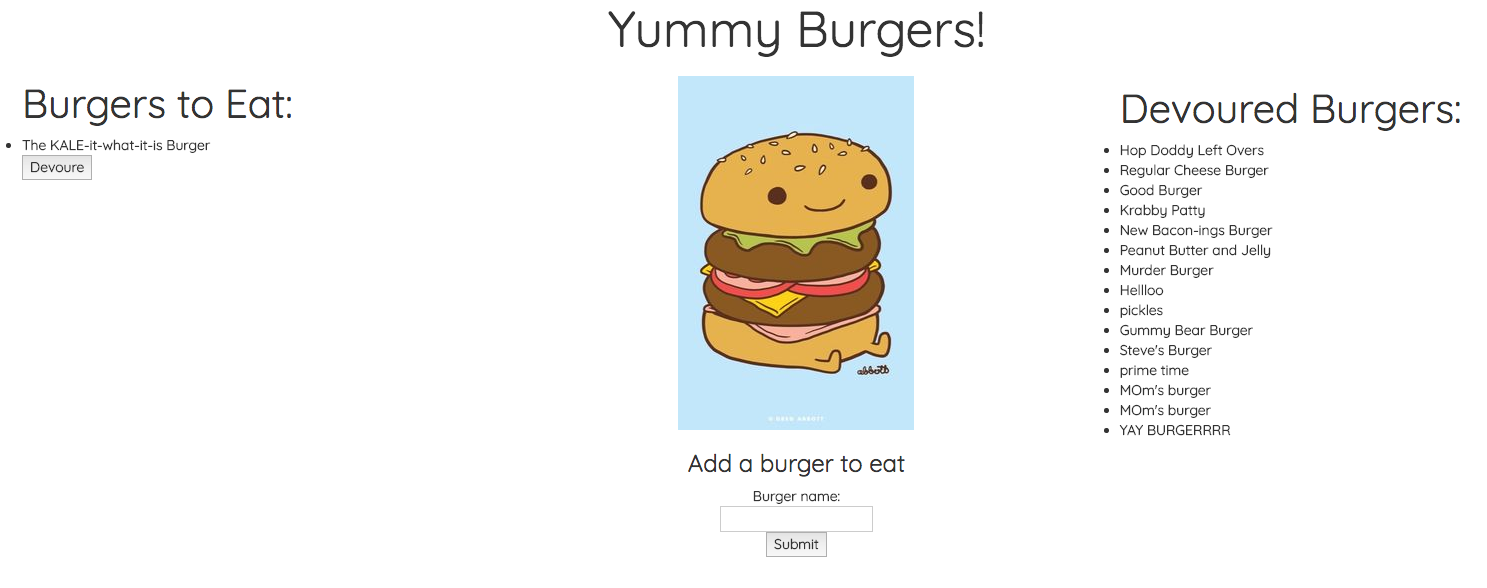 Yummy Burgers!
Burgers to Eat:
The KALE-it-what-it-is Burger
Devoure
abbott
© GREG ABBOTT
Add a burger to eat
Burger name:
Submit
Devoured Burgers:
Hop Doddy Left Overs
Regular Cheese Burger
Good Burger
Krabby Patty
New Bacon-ings Burger
Peanut Butter and Jelly
Murder Burger
Hellloo
pickles
Gummy Bear Burger
Steve's Burger
prime time
MOm's burger
MOm's burger
YAY BURGERRRR